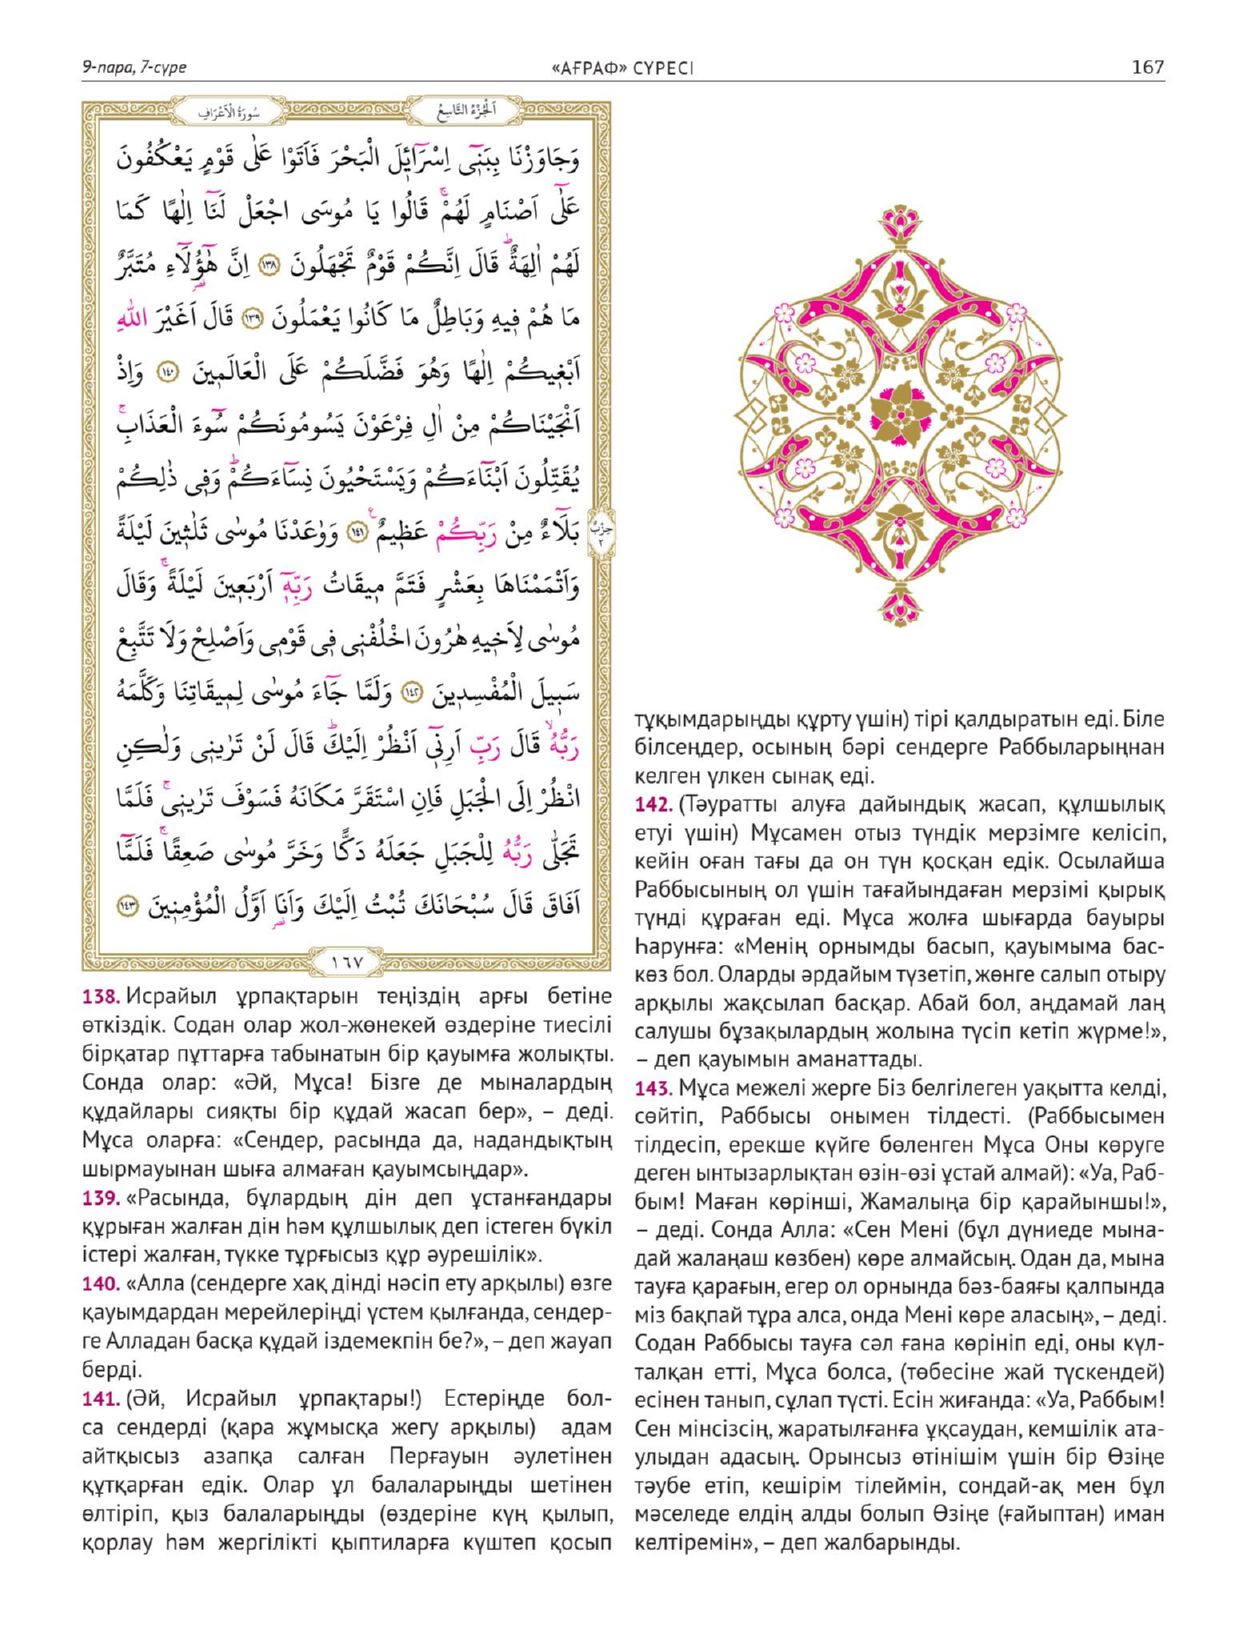 9-пара, 7-сүре
«АҒРАФ» СҮРЕСІ
167
سُورَةُ الْاَعْرَافِ
اَلْجُزْءُ التَّاسِعُ
وَجَاوَزْنَا بِبَنٓى اِسْرَٓائٖلَ الْبَحْرَ فَاَتَوْا عَلٰى قَوْمٍ يَعْكُفُونَ
عَلٰٓى اَصْنَامٍ لَهُمْۚ قَالُوا يَا مُوسَى اجْعَلْ لَنَٓا اِلٰهًا كَمَا
لَهُمْ اٰلِهَةٌۜ قَالَ اِنَّكُمْ قَوْمٌ تَجْهَلُونَ ١٣٨ اِنَّ هٰٓؤُ۬لَٓاءِ مُتَبَّرٌ
مَا هُمْ فٖيهِ وَبَاطِلٌ مَا كَانُوا يَعْمَلُونَ ١٣٩ قَالَ اَغَيْرَ اللّٰهِ
اَبْغٖيكُمْ اِلٰهًا وَهُوَ فَضَّلَكُمْ عَلَى الْعَالَمٖينَ ١٤٠ وَاِذْ
اَنْجَيْنَاكُمْ مِنْ اٰلِ فِرْعَوْنَ يَسُومُونَكُمْ سُٓوءَ الْعَذَابِۚ
يُقَتِّلُونَ اَبْنَٓاءَكُمْ وَيَسْتَحْيُونَ نِسَٓاءَكُمْۜ وَفٖى ذٰلِكُمْ
بَلَٓاءٌ مِنْ رَبِّكُمْ عَظٖيمٌ ١٤١ وَوٰعَدْنَا مُوسٰى ثَلٰثٖينَ لَيْلَةً
حِزْبٌ
٢
وَاَتْمَمْنَاهَا بِعَشْرٍ فَتَمَّ مٖيقَاتُ رَبِّهٖٓ اَرْبَعٖينَ لَيْلَةًۚ وَقَالَ
مُوسٰى لِاَخٖيهِ هٰرُونَ اخْلُفْنٖى فٖى قَوْمٖى وَاَصْلِحْ وَلَا تَتَّبِعْ
سَبٖيلَ الْمُفْسِدٖينَ ١٤٢ وَلَمَّا جَٓاءَ مُوسٰى لِمٖيقَاتِنَا وَكَلَّمَهُ
رَبُّهُۙ قَالَ رَبِّ اَرِنٖٓى اَنْظُرْ اِلَيْكَۜ قَالَ لَنْ تَرٰينٖى وَلٰكِنِ
انْظُرْ اِلَى الْجَبَلِ فَاِنِ اسْتَقَرَّ مَكَانَهُ فَسَوْفَ تَرٰينٖىۚ فَلَمَّا
تَجَلّٰى رَبُّهُ لِلْجَبَلِ جَعَلَهُ دَكًّا وَخَرَّ مُوسٰى صَعِقًاۚ فَلَمَّٓا
اَفَاقَ قَالَ سُبْحَانَكَ تُبْتُ اِلَيْكَ وَاَنَا۬ اَوَّلُ الْمُؤْمِنٖينَ ١٤٣
١٦٧
138. Исрайыл ұрпақтарын теңіздің арғы бетіне
өткіздік. Содан олар жол-жөнекей өздеріне тиесілі
бірқатар пұттарға табынатын бір қауымға жолықты.
Сонда олар: «Әй, Мұса! Бізге де мыналардың
құдайлары сияқты бір құдай жасап бер», – деді.
Мұса оларға: «Сендер, расында да, надандықтың
шырмауынан шыға алмаған қауымсыңдар».
139. «Расында, бұлардың дін деп ұстанғандары
құрыған жалған дін һәм құлшылық деп істеген бүкіл
істері жалған, түкке тұрғысыз құр әурешілік».
140. «Алла (сендерге хақ дінді нәсіп ету арқылы) өзге
қауымдардан мерейлеріңді үстем қылғанда, сендер-
ге Алладан басқа құдай іздемекпін бе?», – деп жауап
берді.
141. (Әй, Исрайыл ұрпақтары!) Естеріңде бол-
са сендерді (қара жұмысқа жегу арқылы) адам
айтқысыз азапқа салған Перғауын әулетінен
құтқарған едік. Олар ұл балаларыңды шетінен
өлтіріп, қыз балаларыңды (өздеріне күң қылып,
қорлау һәм жергілікті қыптиларға күштеп қосып
тұқымдарыңды құрту үшін) тірі қалдыратын еді. Біле
білсеңдер, осының бәрі сендерге Раббыларыңнан
келген үлкен сынақ еді.
142. (Тәуратты алуға дайындық жасап, құлшылық
етуі үшін) Мұсамен отыз түндік мерзімге келісіп,
кейін оған тағы да он түн қосқан едік. Осылайша
Раббысының ол үшін тағайындаған мерзімі қырық
түнді құраған еді. Мұса жолға шығарда бауыры
Һарунға: «Менің орнымды басып, қауымыма бас-
көз бол. Оларды әрдайым түзетіп, жөнге салып отыру
арқылы жақсылап басқар. Абай бол, аңдамай лаң
салушы бұзақылардың жолына түсіп кетіп жүрме!»,
– деп қауымын аманаттады.
143. Мұса межелі жерге Біз белгілеген уақытта келді,
сөйтіп, Раббысы онымен тілдесті. (Раббысымен
тілдесіп, ерекше күйге бөленген Мұса Оны көруге
деген ынтызарлықтан өзін-өзі ұстай алмай): «Уа, Раб-
бым! Маған көрінші, Жамалыңа бір қарайыншы!»,
– деді. Сонда Алла: «Сен Мені (бұл дүниеде мына-
дай жалаңаш көзбен) көре алмайсың. Одан да, мына
тауға қарағын, егер ол орнында бәз-баяғы қалпында
міз бақпай тұра алса, онда Мені көре аласың», – деді.
Содан Раббысы тауға сәл ғана көрініп еді, оны күл-
талқан етті, Мұса болса, (төбесіне жай түскендей)
есінен танып, сұлап түсті. Есін жиғанда: «Уа, Раббым!
Сен мінсізсің, жаратылғанға ұқсаудан, кемшілік ата-
улыдан адасың. Орынсыз өтінішім үшін бір Өзіңе
тәубе етіп, кешірім тілеймін, сондай-ақ мен бұл
мәселеде елдің алды болып Өзіңе (ғайыптан) иман
келтіремін», – деп жалбарынды.